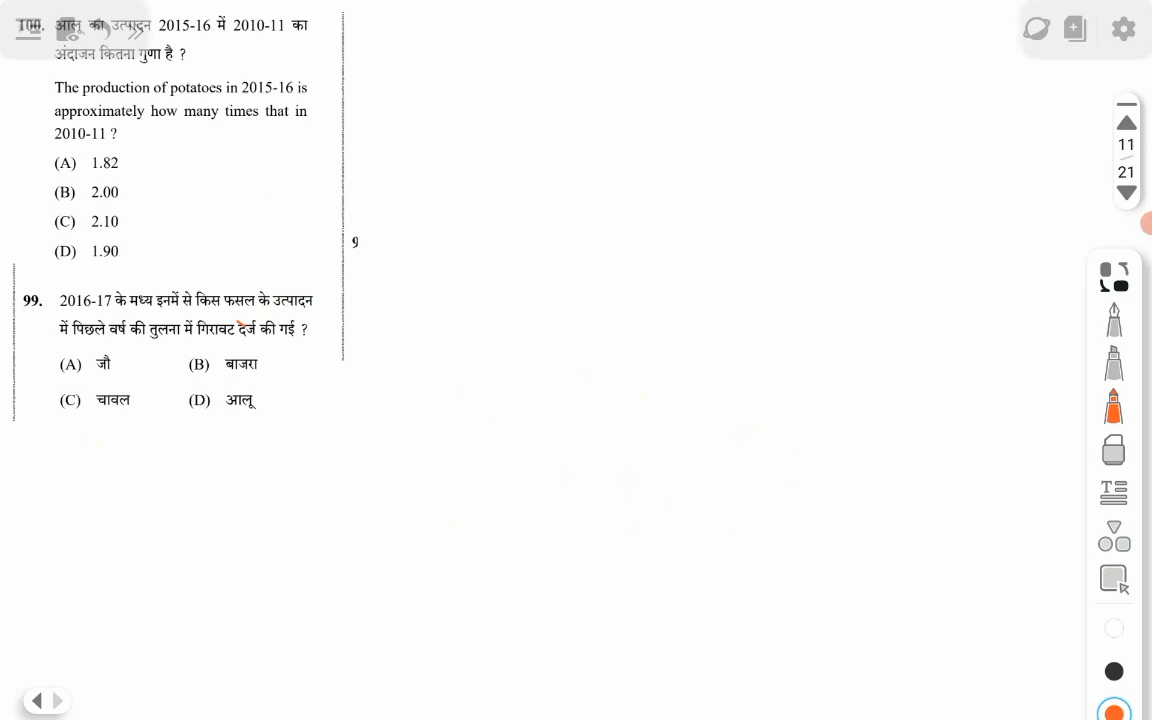 100. आलू का उत्पादन 2015-16 में 2010-11 का
अंदाजन कितना गुणा है ?
The production of potatoes in 2015-16 is
approximately how many times that in
2010-11 ?
(A) 1.82
(B) 2.00
(C) 2.10
(D) 1.90
99. 2016-17 के मध्य इनमें से किस फसल के उत्पादन
में पिछले वर्ष की तुलना में गिरावट दर्ज की गई ?
(A) जौ (B) बाजरा
(C) चावल (D) आलू
11
21